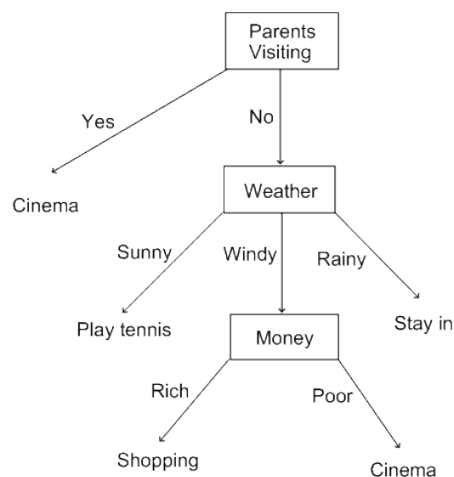 Parents
Visiting
Yes
No
Cinema
Weather
Sunny
Windy
Rainy
Play tennis
Money
Stay in
Rich
Poor
Shopping
Cinema